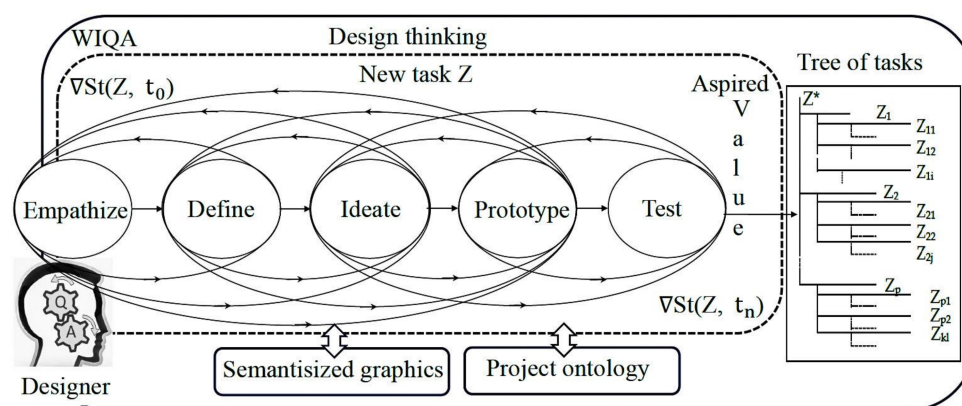 WIQA
Design thinking
∇St(Z, t₀)
New task Z
Aspired
Value
Tree of tasks
Empathize
Define
Ideate
Prototype
Test
Q
A
Designer
∇St(Z, tₙ)
Semantisized graphics
Project ontology
Z*
Z₁
Z₁₁
Z₁₂
Z₁ᵢ
Z₂
Z₂₁
Z₂₂
Z₂ⱼ
Zₚ
Zₚ₁
Zₚ₂
Zₖₗ